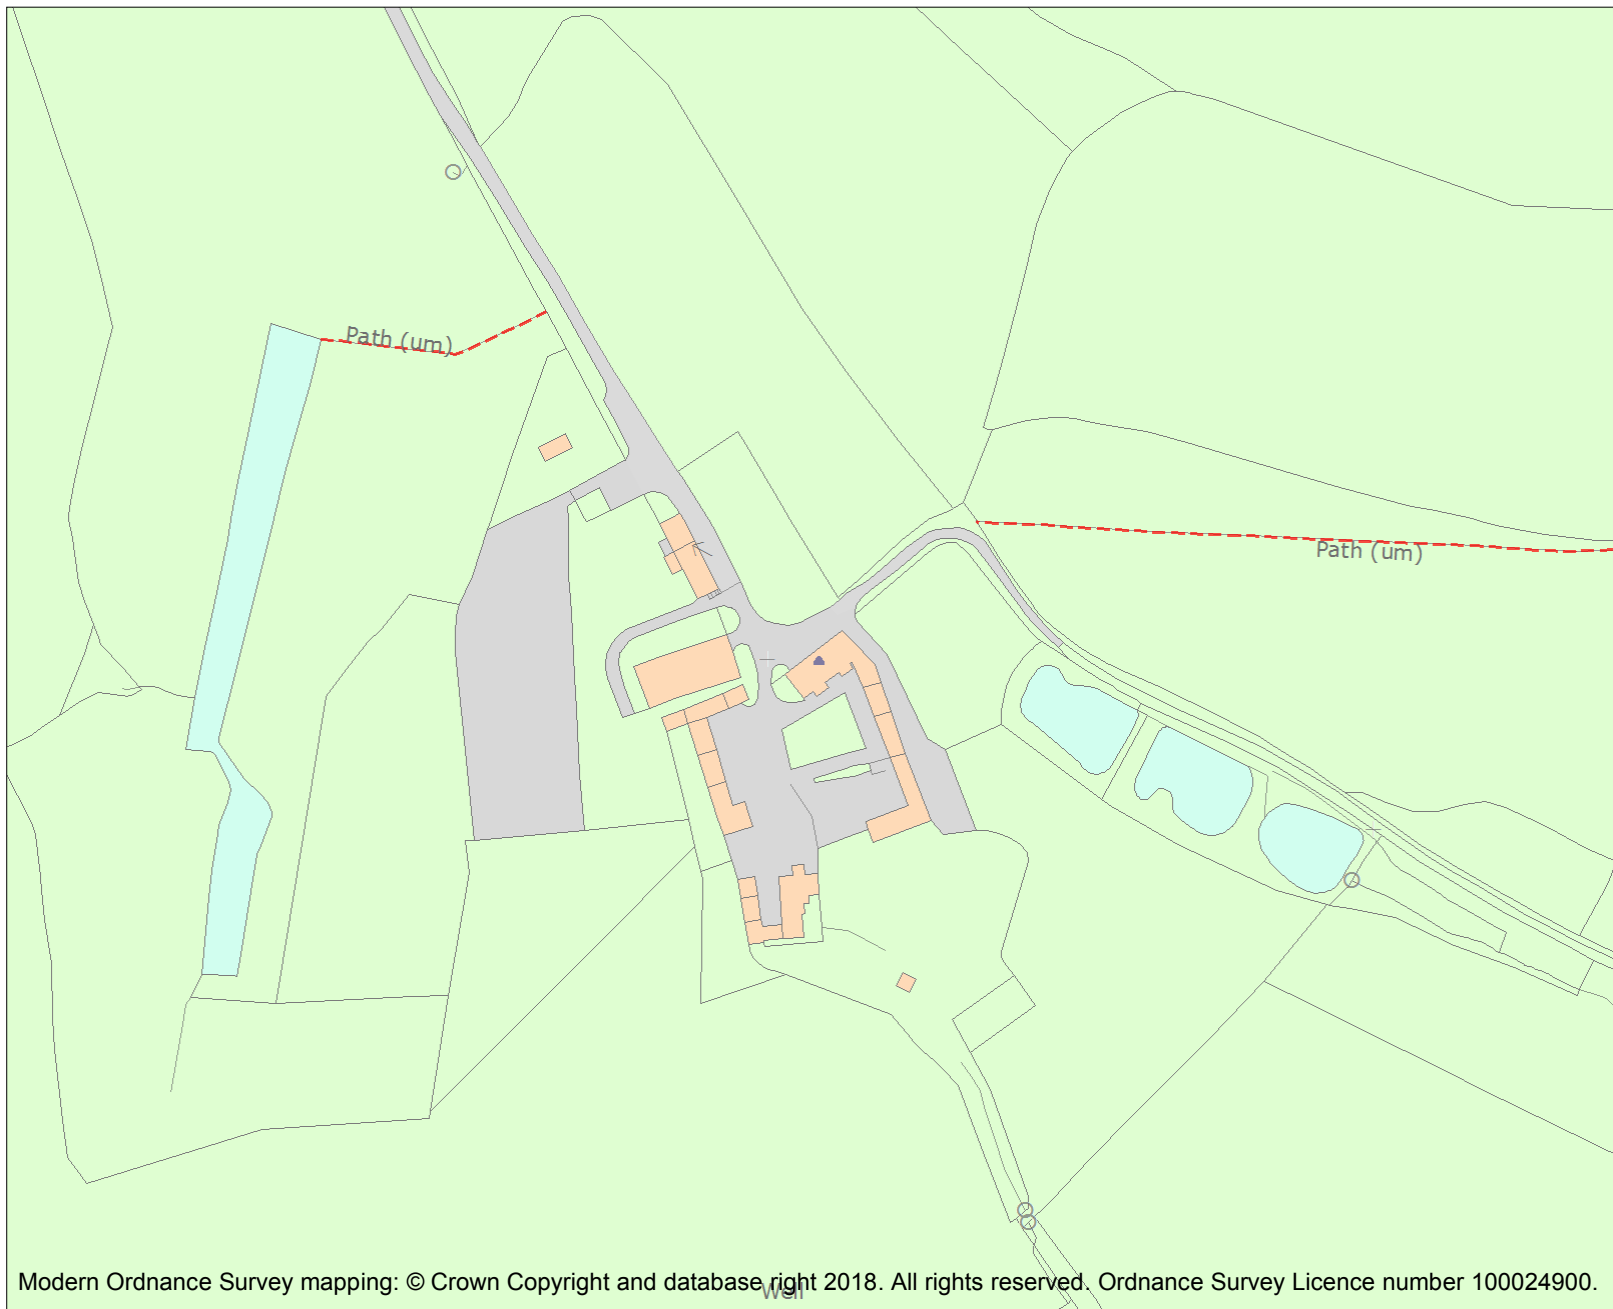 Path (um)
Path (um)
Modern Ordnance Survey mapping: © Crown Copyright and database right 2018. All rights reserved. Ordnance Survey Licence number 100024900.
Well